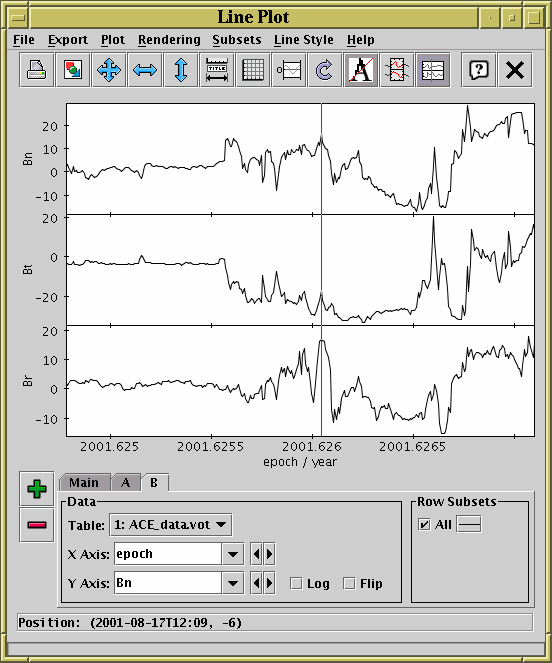 Line Plot
File Export Plot Rendering Subsets Line Style Help
TITLE
A
?
20
10
0
-10
Bn
20
0
-20
Bt
10
0
-10
Br
2001.625 2001.6255 2001.626 2001.6265
epoch / year
Main A B
Data
Table: 1: ACE_data.vot
X Axis: epoch
Y Axis: Bn Log Flip
Row Subsets
All
Position: (2001-08-17T12:09, -6)